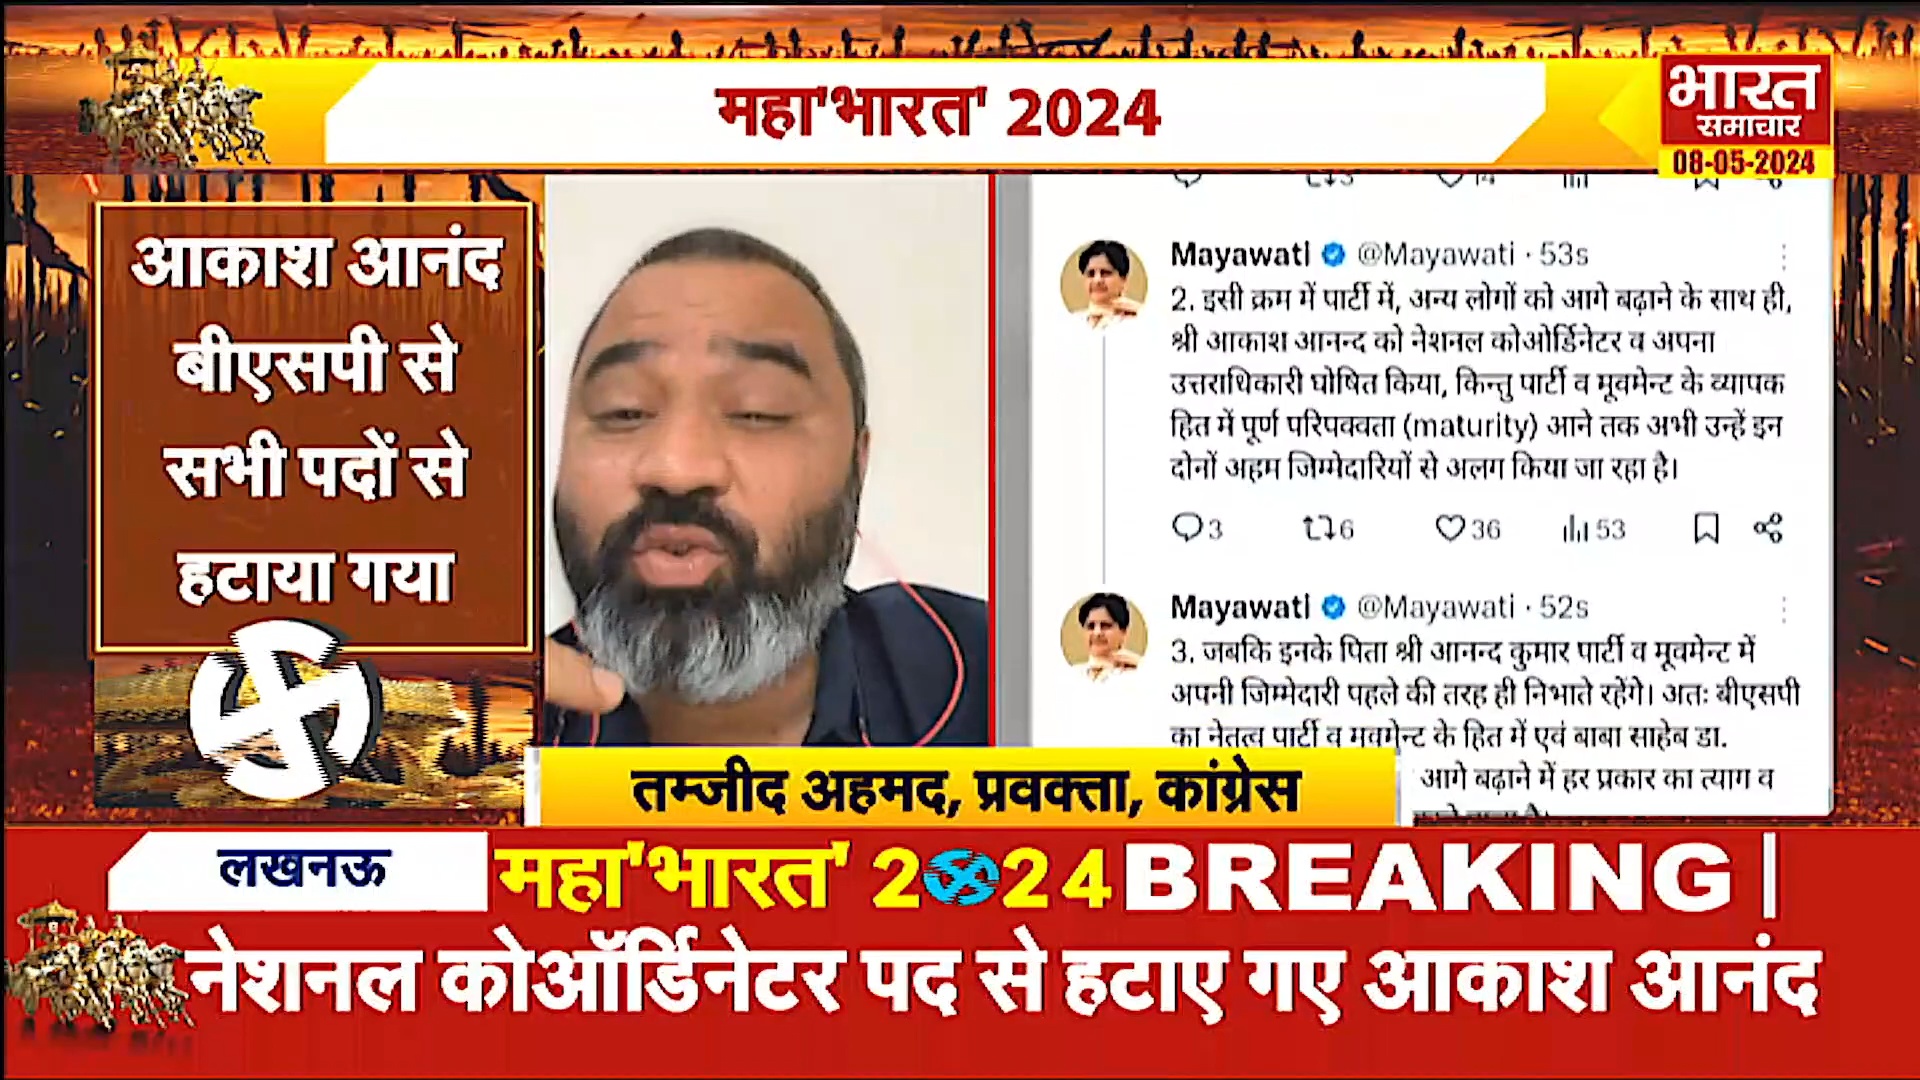 महा'भारत' 2024
भारत
समाचार
08-05-2024
आकाश आनंद
बीएसपी से
सभी पदों से
हटाया गया
Mayawati @Mayawati · 53s
2. इसी क्रम में पार्टी में, अन्य लोगों को आगे बढ़ाने के साथ ही,
श्री आकाश आनन्द को नेशनल कोओर्डिनेटर व अपना
उत्तराधिकारी घोषित किया, किन्तु पार्टी व मूवमेन्ट के व्यापक
हित में पूर्ण परिपक्वता (maturity) आने तक अभी उन्हें इन
दोनों अहम जिम्मेदारियों से अलग किया जा रहा है।
3 6 36 53
Mayawati @Mayawati · 52s
3. जबकि इनके पिता श्री आनन्द कुमार पार्टी व मूवमेन्ट में
अपनी जिम्मेदारी पहले की तरह ही निभाते रहेंगे। अतः बीएसपी
का नेतृत्व पार्टी व मूवमेन्ट के हित में एवं बाबा साहेब डा.
आगे बढ़ाने में हर प्रकार का त्याग व
तम्जीद अहमद, प्रवक्ता, कांग्रेस
लखनऊ
महा'भारत' 2024 BREAKING |
नेशनल कोऑर्डिनेटर पद से हटाए गए आकाश आनंद